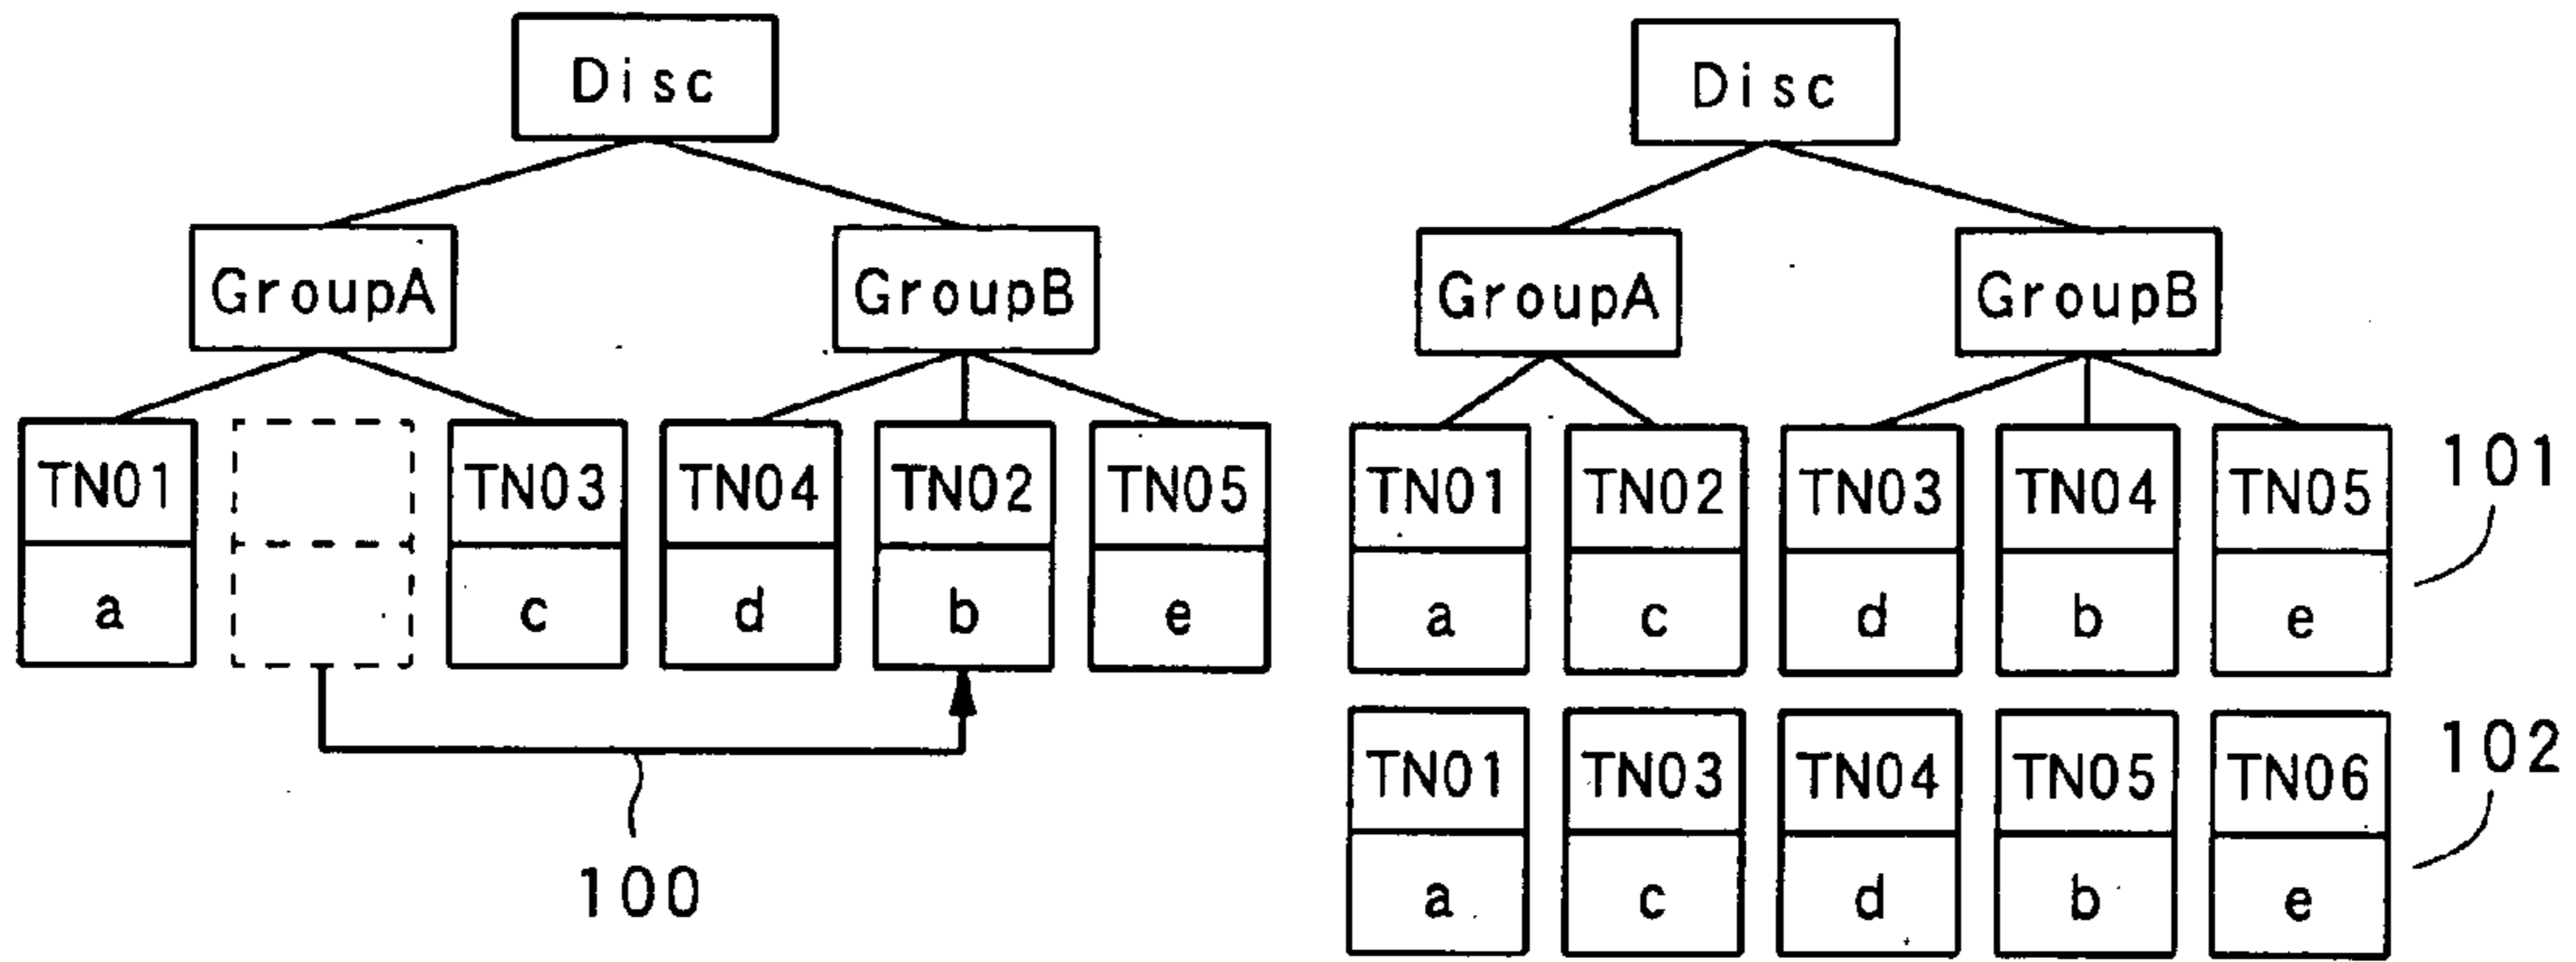 Disc
GroupA GroupB
TN01 TN03 TN04 TN02 TN05
a c d b e
100
Disc
GroupA GroupB
TN01 TN02 TN03 TN04 TN05 101
a c d b e
TN01 TN03 TN04 TN05 TN06 102
a c d b e